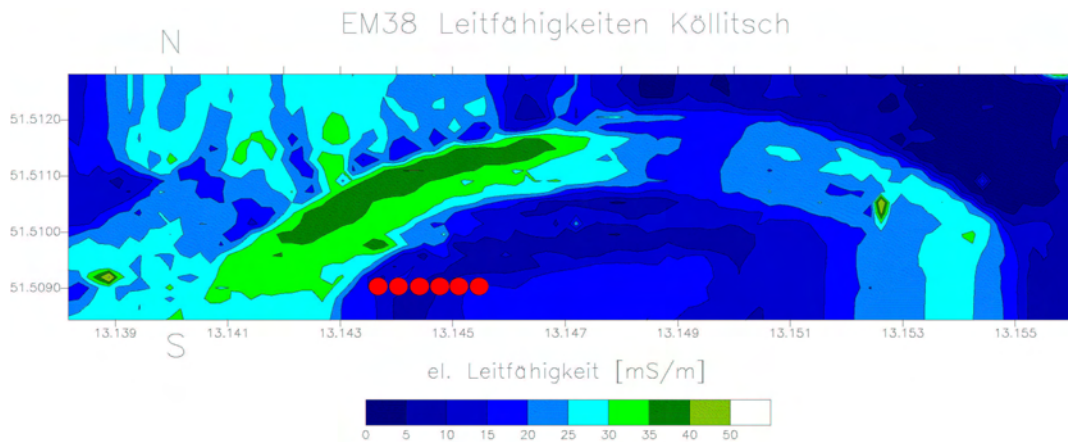 EM38 Leitfähigkeiten Köllitsch
N
51.5120
51.5110
51.5100
51.5090
13.139 13.141 13.143 13.145 13.147 13.149 13.151 13.153 13.155
S
el. Leitfähigkeit [mS/m]
0 5 10 15 20 25 30 35 40 50